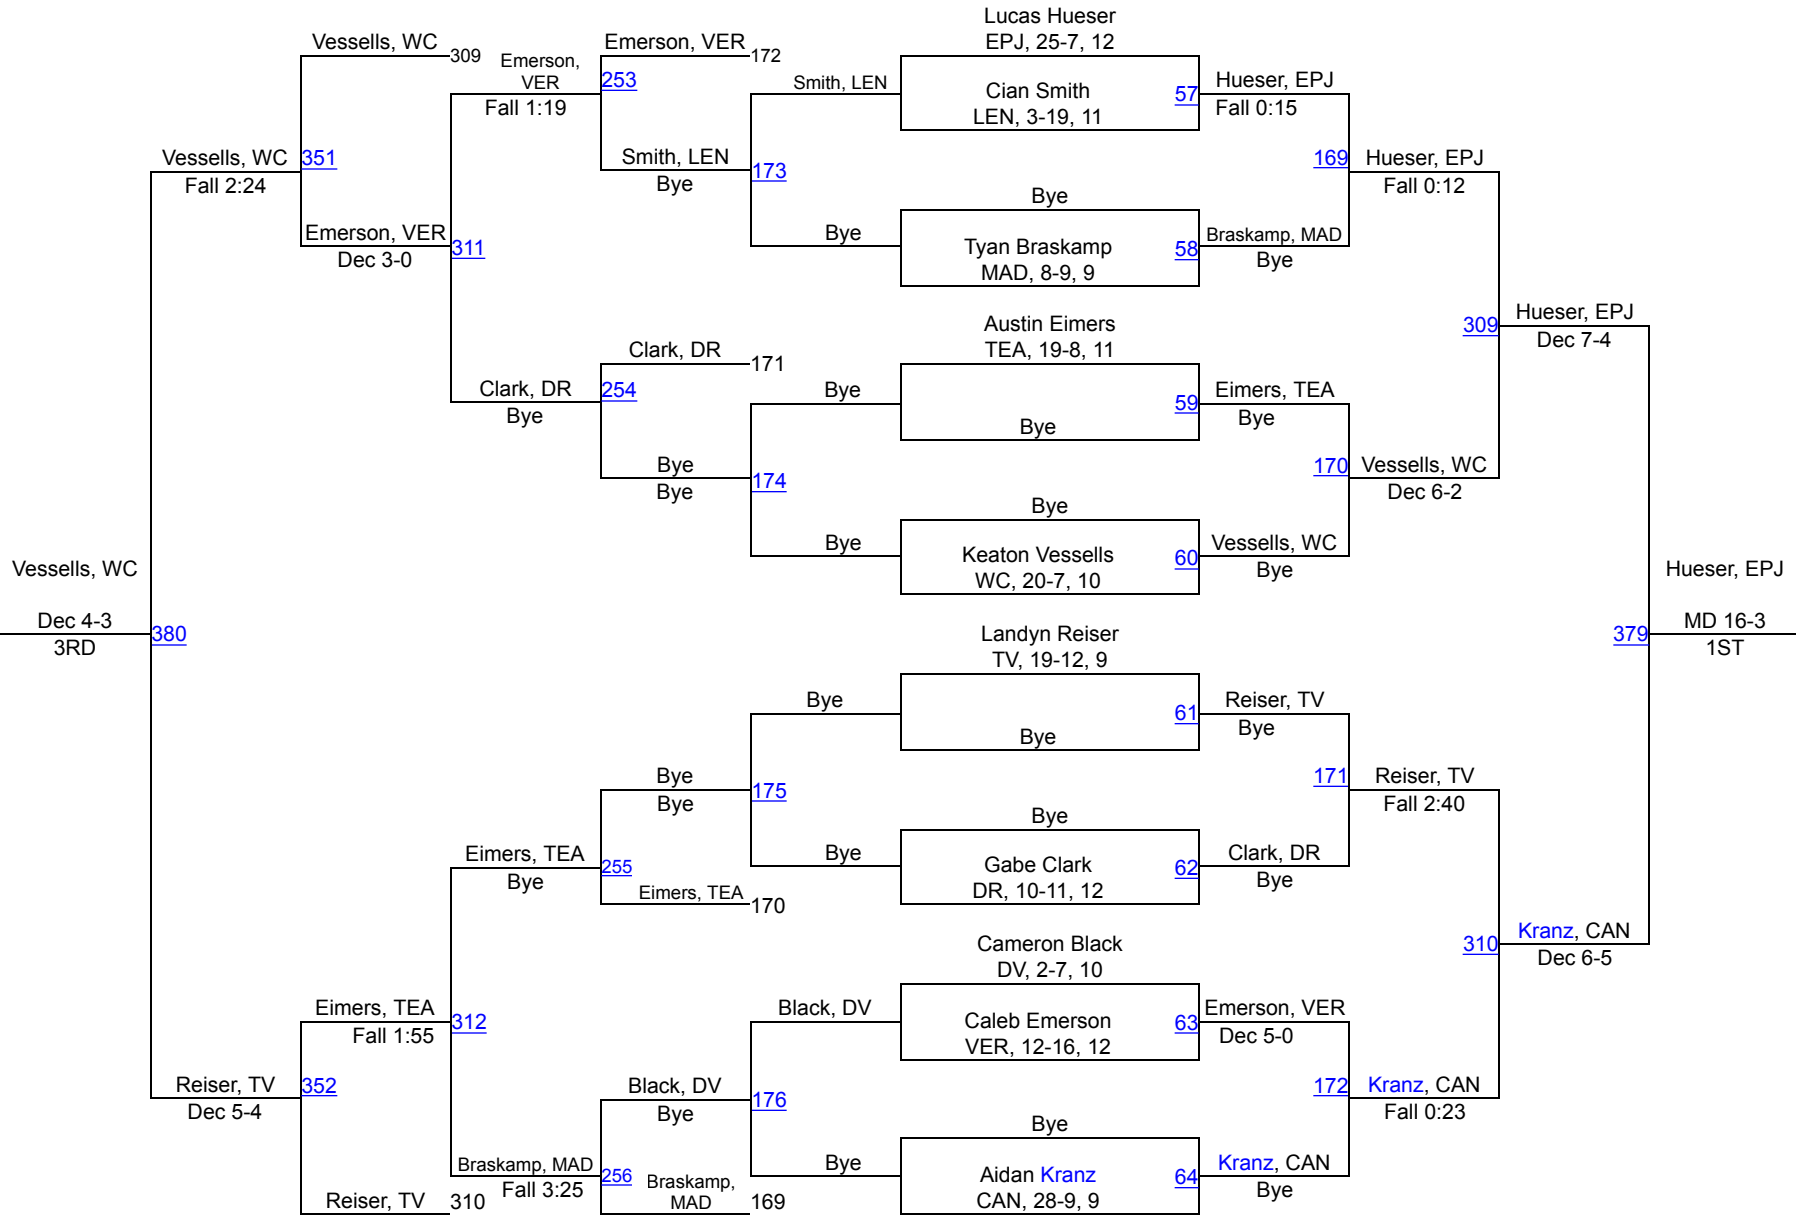 Lucas Hueser
EPJ, 25-7, 12
Vessells, WC
309
Emerson,
VER
Emerson, VER
172
253
Fall 1:19
Smith, LEN
Cian Smith
LEN, 3-19, 11
57
Hueser, EPJ
Fall 0:15
Vessells, WC
351
Fall 2:24
Smith, LEN
Bye
173
169
Hueser, EPJ
Fall 0:12
Bye
Emerson, VER
311
Dec 3-0
Bye
Tyan Braskamp
MAD, 8-9, 9
58
Braskamp, MAD
Bye
Austin Eimers
TEA, 19-8, 11
309
Hueser, EPJ
Dec 7-4
Clark, DR
171
Clark, DR
254
Bye
Bye
59
Eimers, TEA
Bye
Bye
Bye
Bye
174
170
Vessells, WC
Dec 6-2
Bye
Bye
Keaton Vessells
WC, 20-7, 10
60
Vessells, WC
Bye
Vessells, WC
Dec 4-3
3RD
380
Hueser, EPJ
379
MD 16-3
1ST
Landyn Reiser
TV, 19-12, 9
Bye
61
Reiser, TV
Bye
Bye
Bye
Bye
175
171
Reiser, TV
Fall 2:40
Bye
Eimers, TEA
255
Bye
Bye
Gabe Clark
DR, 10-11, 12
62
Clark, DR
Bye
Eimers, TEA
170
Cameron Black
DV, 2-7, 10
310
Kranz, CAN
Dec 6-5
Eimers, TEA
312
Fall 1:55
Black, DV
Caleb Emerson
VER, 12-16, 12
63
Emerson, VER
Dec 5-0
Reiser, TV
352
Dec 5-4
Black, DV
Bye
176
172
Kranz, CAN
Fall 0:23
Bye
Braskamp, MAD
256
Fall 3:25
Braskamp,
MAD
169
Bye
Aidan Kranz
CAN, 28-9, 9
64
Kranz, CAN
Bye
Reiser, TV
310